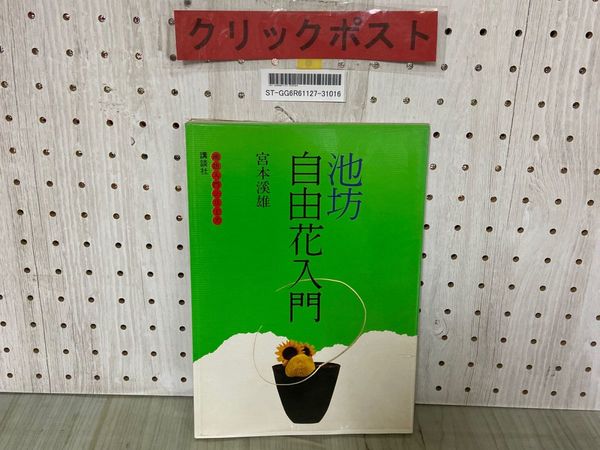 クリックポスト
ST-GG6R61127-31016
池坊
自由花入門
宮本溪雄
講談社